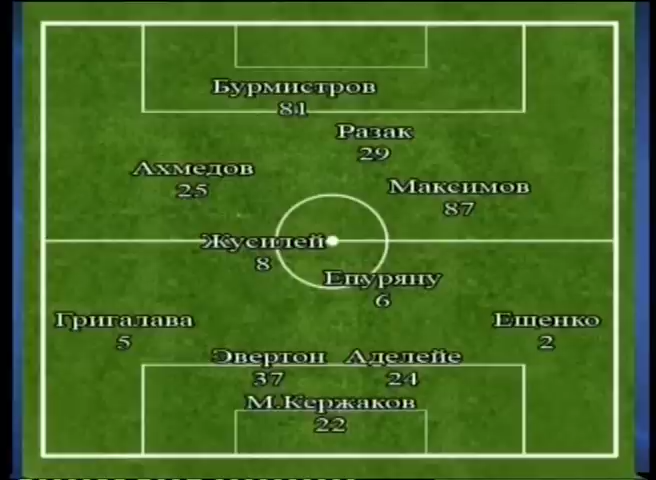 Бурмистров
81
Разак
29
Ахмедов
25
Максимов
87
Жусилей
8
Епуряну
6
Григалава
5
Ещенко
2
Эвертон
37
Аделейе
24
М.Кержаков
22